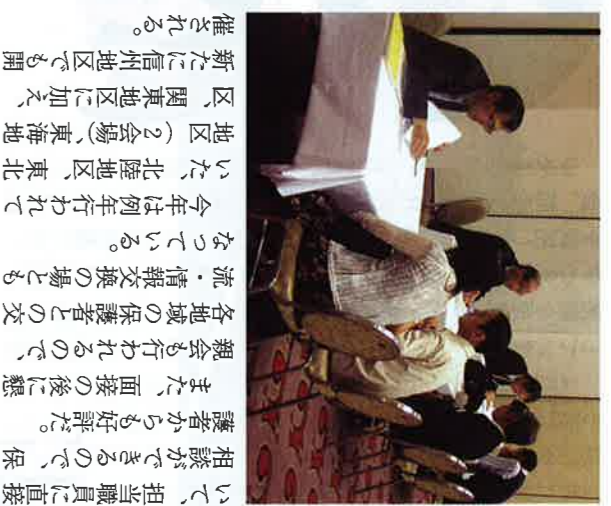 いて、担当職員に直接
相談ができるので、保
護者からも好評だ。
また、面接の後に懇
親会も行われるので、
各地域の保護者との交
流・情報交換の場とも
なっている。
今年は例年行われて
いた、北陸地区、東北
地区（2会場）、東海地
区、関東地区に加え、
新たに信州地区でも開
催される。